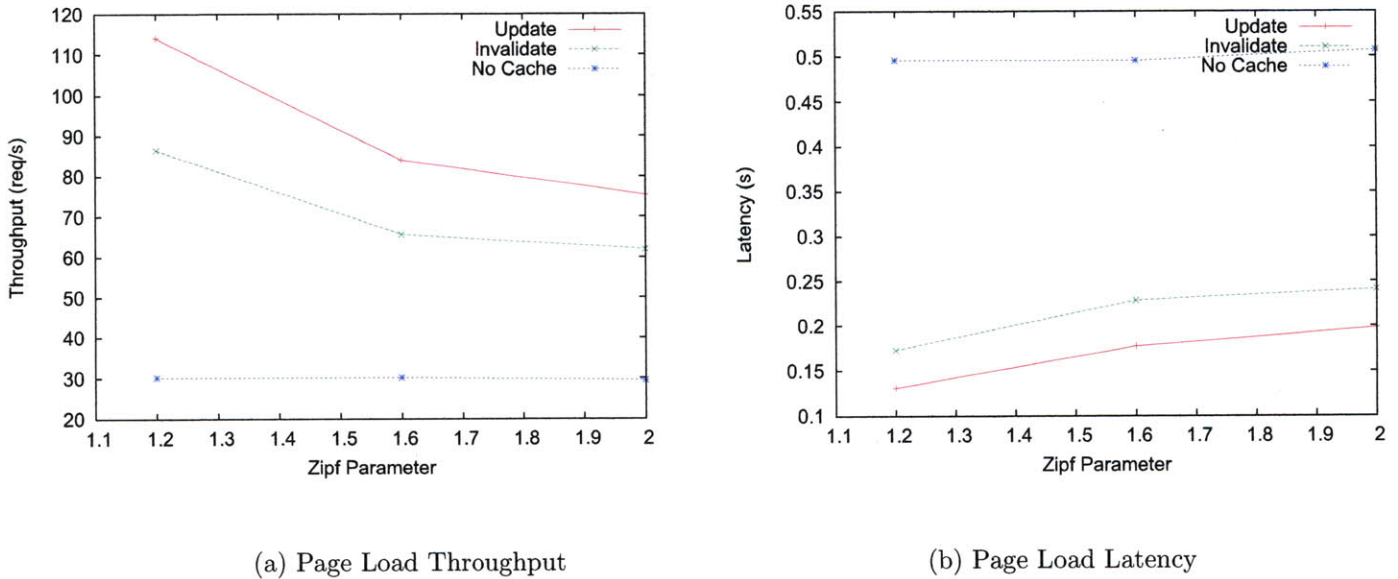 120
110
100
90
80
70
60
50
40
30
20
Throughput (req/s)
Update
Invalidate
No Cache
1.1 1.2 1.3 1.4 1.5 1.6 1.7 1.8 1.9 2
Zipf Parameter
(a) Page Load Throughput
0.55
0.5
0.45
0.4
0.35
0.3
0.25
0.2
0.15
0.1
Latency (s)
Update
Invalidate
No Cache
1.1 1.2 1.3 1.4 1.5 1.6 1.7 1.8 1.9 2
Zipf Parameter
(b) Page Load Latency